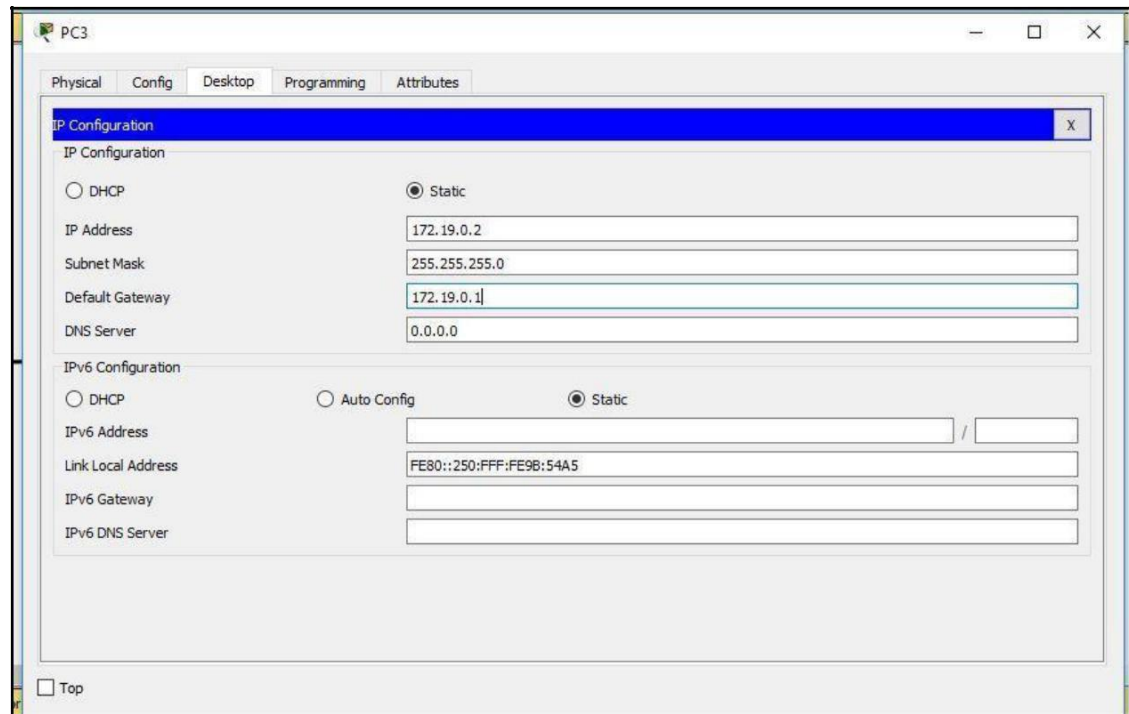 PC3
Physical Config Desktop Programming Attributes
IP Configuration X
IP Configuration
DHCP Static
IP Address 172.19.0.2
Subnet Mask 255.255.255.0
Default Gateway 172.19.0.1
DNS Server 0.0.0.0
IPv6 Configuration
DHCP Auto Config Static
IPv6 Address /
Link Local Address FE80::250:FFF:FE9B:54A5
IPv6 Gateway
IPv6 DNS Server
Top